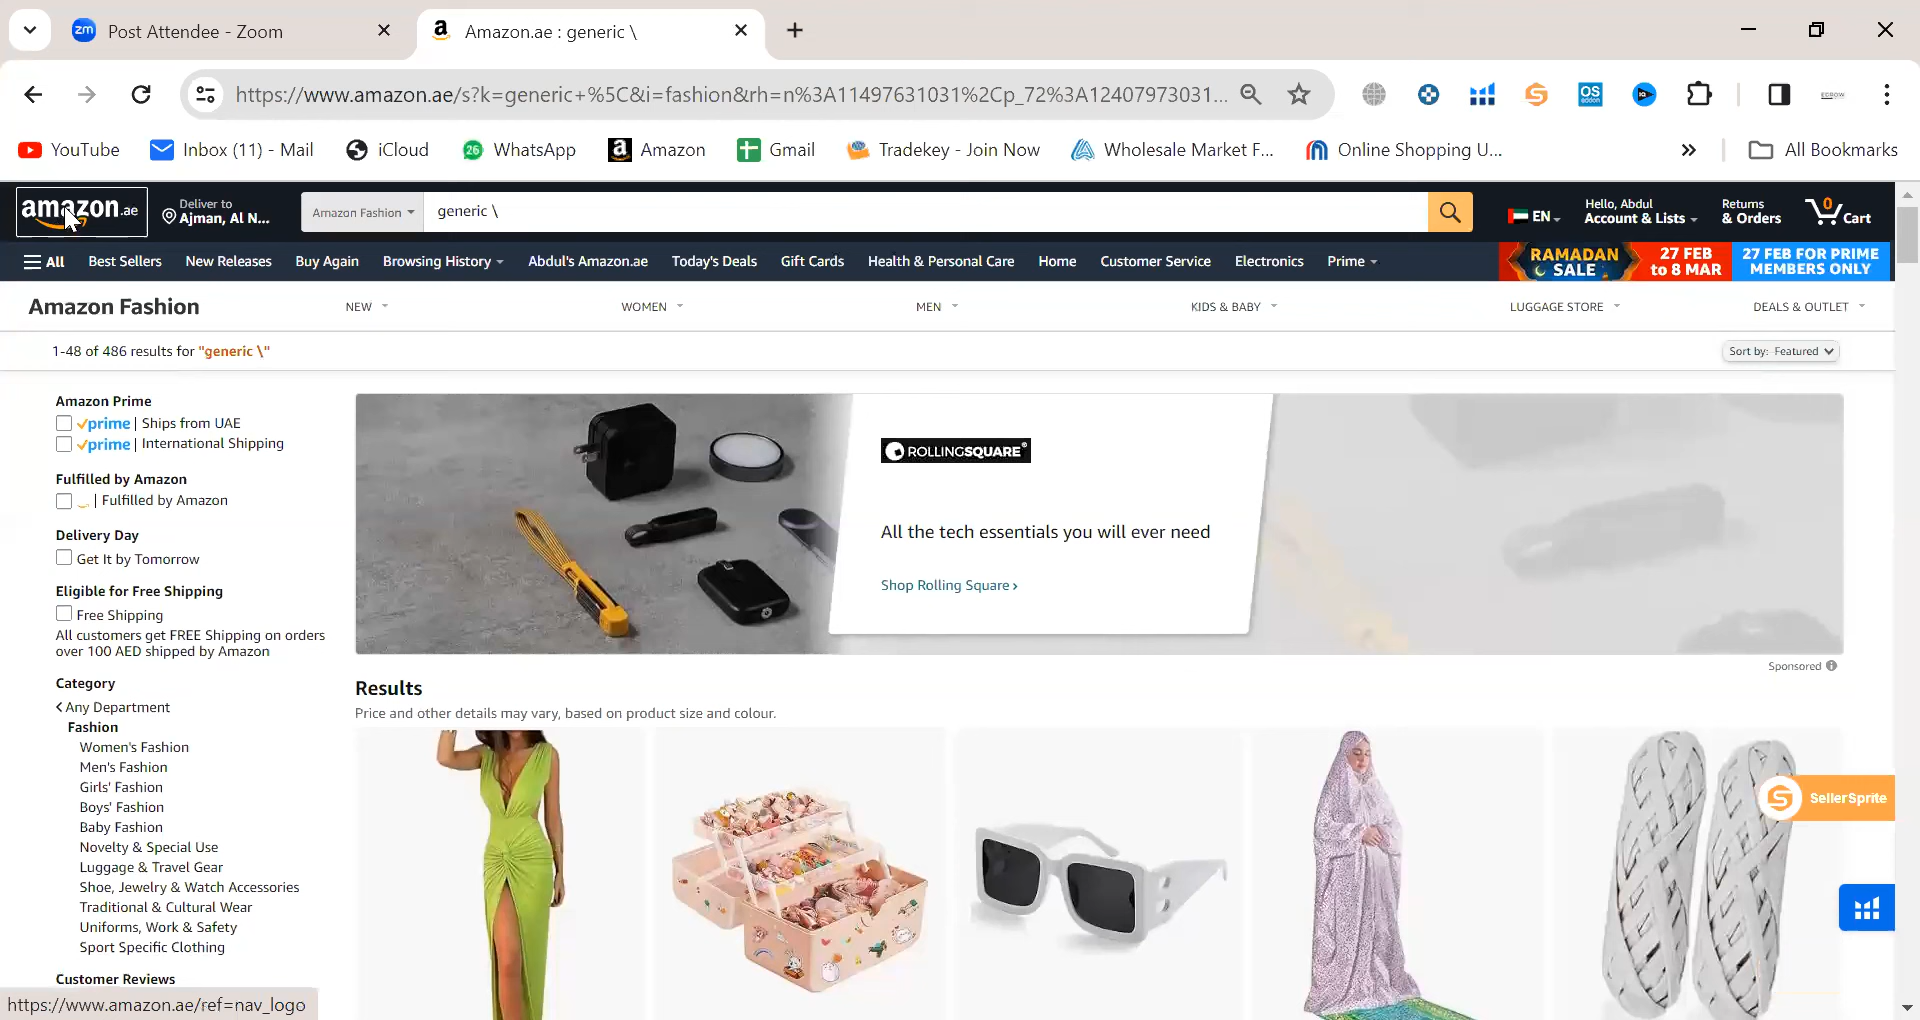 Post Attendee - Zoom
Amazon.ae : generic \
https://www.amazon.ae/s?k=generic+%5C&i=fashion&rh=n%3A11497631031%2Cp_72%3A12407973031...
YouTube
Inbox (11) - Mail
iCloud
26 WhatsApp
Amazon
Gmail
Tradekey - Join Now
Wholesale Market F...
Online Shopping U...
All Bookmarks
amazon.ae
Deliver to
Ajman, Al N...
Amazon Fashion
generic \
EN
Hello, Abdul
Account & Lists
Returns
& Orders
0
Cart
All
Best Sellers
New Releases
Buy Again
Browsing History
Abdul's Amazon.ae
Today's Deals
Gift Cards
Health & Personal Care
Home
Customer Service
Electronics
Prime
RAMADAN
SALE
27 FEB
to 8 MAR
27 FEB FOR PRIME
MEMBERS ONLY
Amazon Fashion
NEW
WOMEN
MEN
KIDS & BABY
LUGGAGE STORE
DEALS & OUTLET
1-48 of 486 results for "generic \"
Sort by: Featured
Amazon Prime
prime | Ships from UAE
prime | International Shipping
Fulfilled by Amazon
| Fulfilled by Amazon
Delivery Day
Get It by Tomorrow
Eligible for Free Shipping
Free Shipping
All customers get FREE Shipping on orders
over 100 AED shipped by Amazon
Category
Any Department
Fashion
Women's Fashion
Men's Fashion
Girls' Fashion
Boys' Fashion
Baby Fashion
Novelty & Special Use
Luggage & Travel Gear
Shoe, Jewelry & Watch Accessories
Traditional & Cultural Wear
Uniforms, Work & Safety
Sport Specific Clothing
Customer Reviews
ROLLINGSQUARE®
All the tech essentials you will ever need
Shop Rolling Square ›
Sponsored
Results
Price and other details may vary, based on product size and colour.
SellerSprite
https://www.amazon.ae/ref=nav_logo